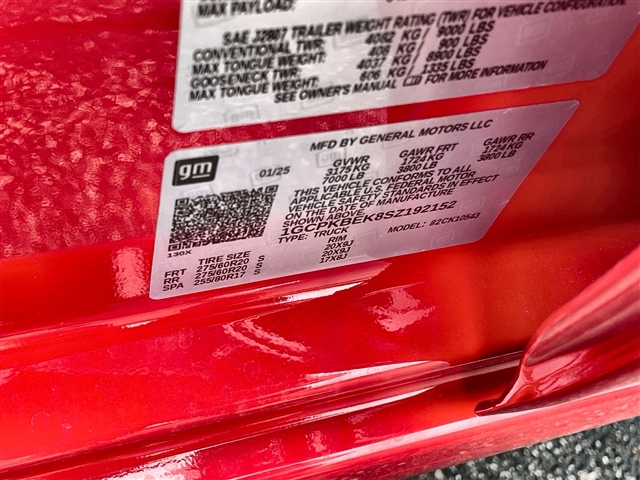 MAX PAYLOAD:
SAE J2807 TRAILER WEIGHT RATING (TWR) FOR VEHICLE CONFIGURATION
CONVENTIONAL TWR: 4082 KG/ 9000 LBS
MAX TONGUE WEIGHT: 408 KG/ 900 LBS
GOOSENECK TWR: 4037 KG/ 8900 LBS
MAX TONGUE WEIGHT: 606 KG/ 1335 LBS
SEE OWNER'S MANUAL FOR MORE INFORMATION
gm
MFD BY GENERAL MOTORS LLC
01/25
GVWR GAWR FRT GAWR RR
3175 KG 1724 KG 1724 KG
7000 LB 3800 LB 3800 LB
THIS VEHICLE CONFORMS TO ALL
APPLICABLE U.S. FEDERAL MOTOR
VEHICLE SAFETY STANDARDS IN EFFECT
ON THE DATE OF MANUFACTURE
SHOWN ABOVE.
1GCPKBEK8SZ192152
TYPE: TRUCK MODEL: 82CK10543
130X
TIRE SIZE RIM
FRT 275/60R20 S 20X9J
RR 275/60R20 S 20X9J
SPA 255/80R17 S 17X8J